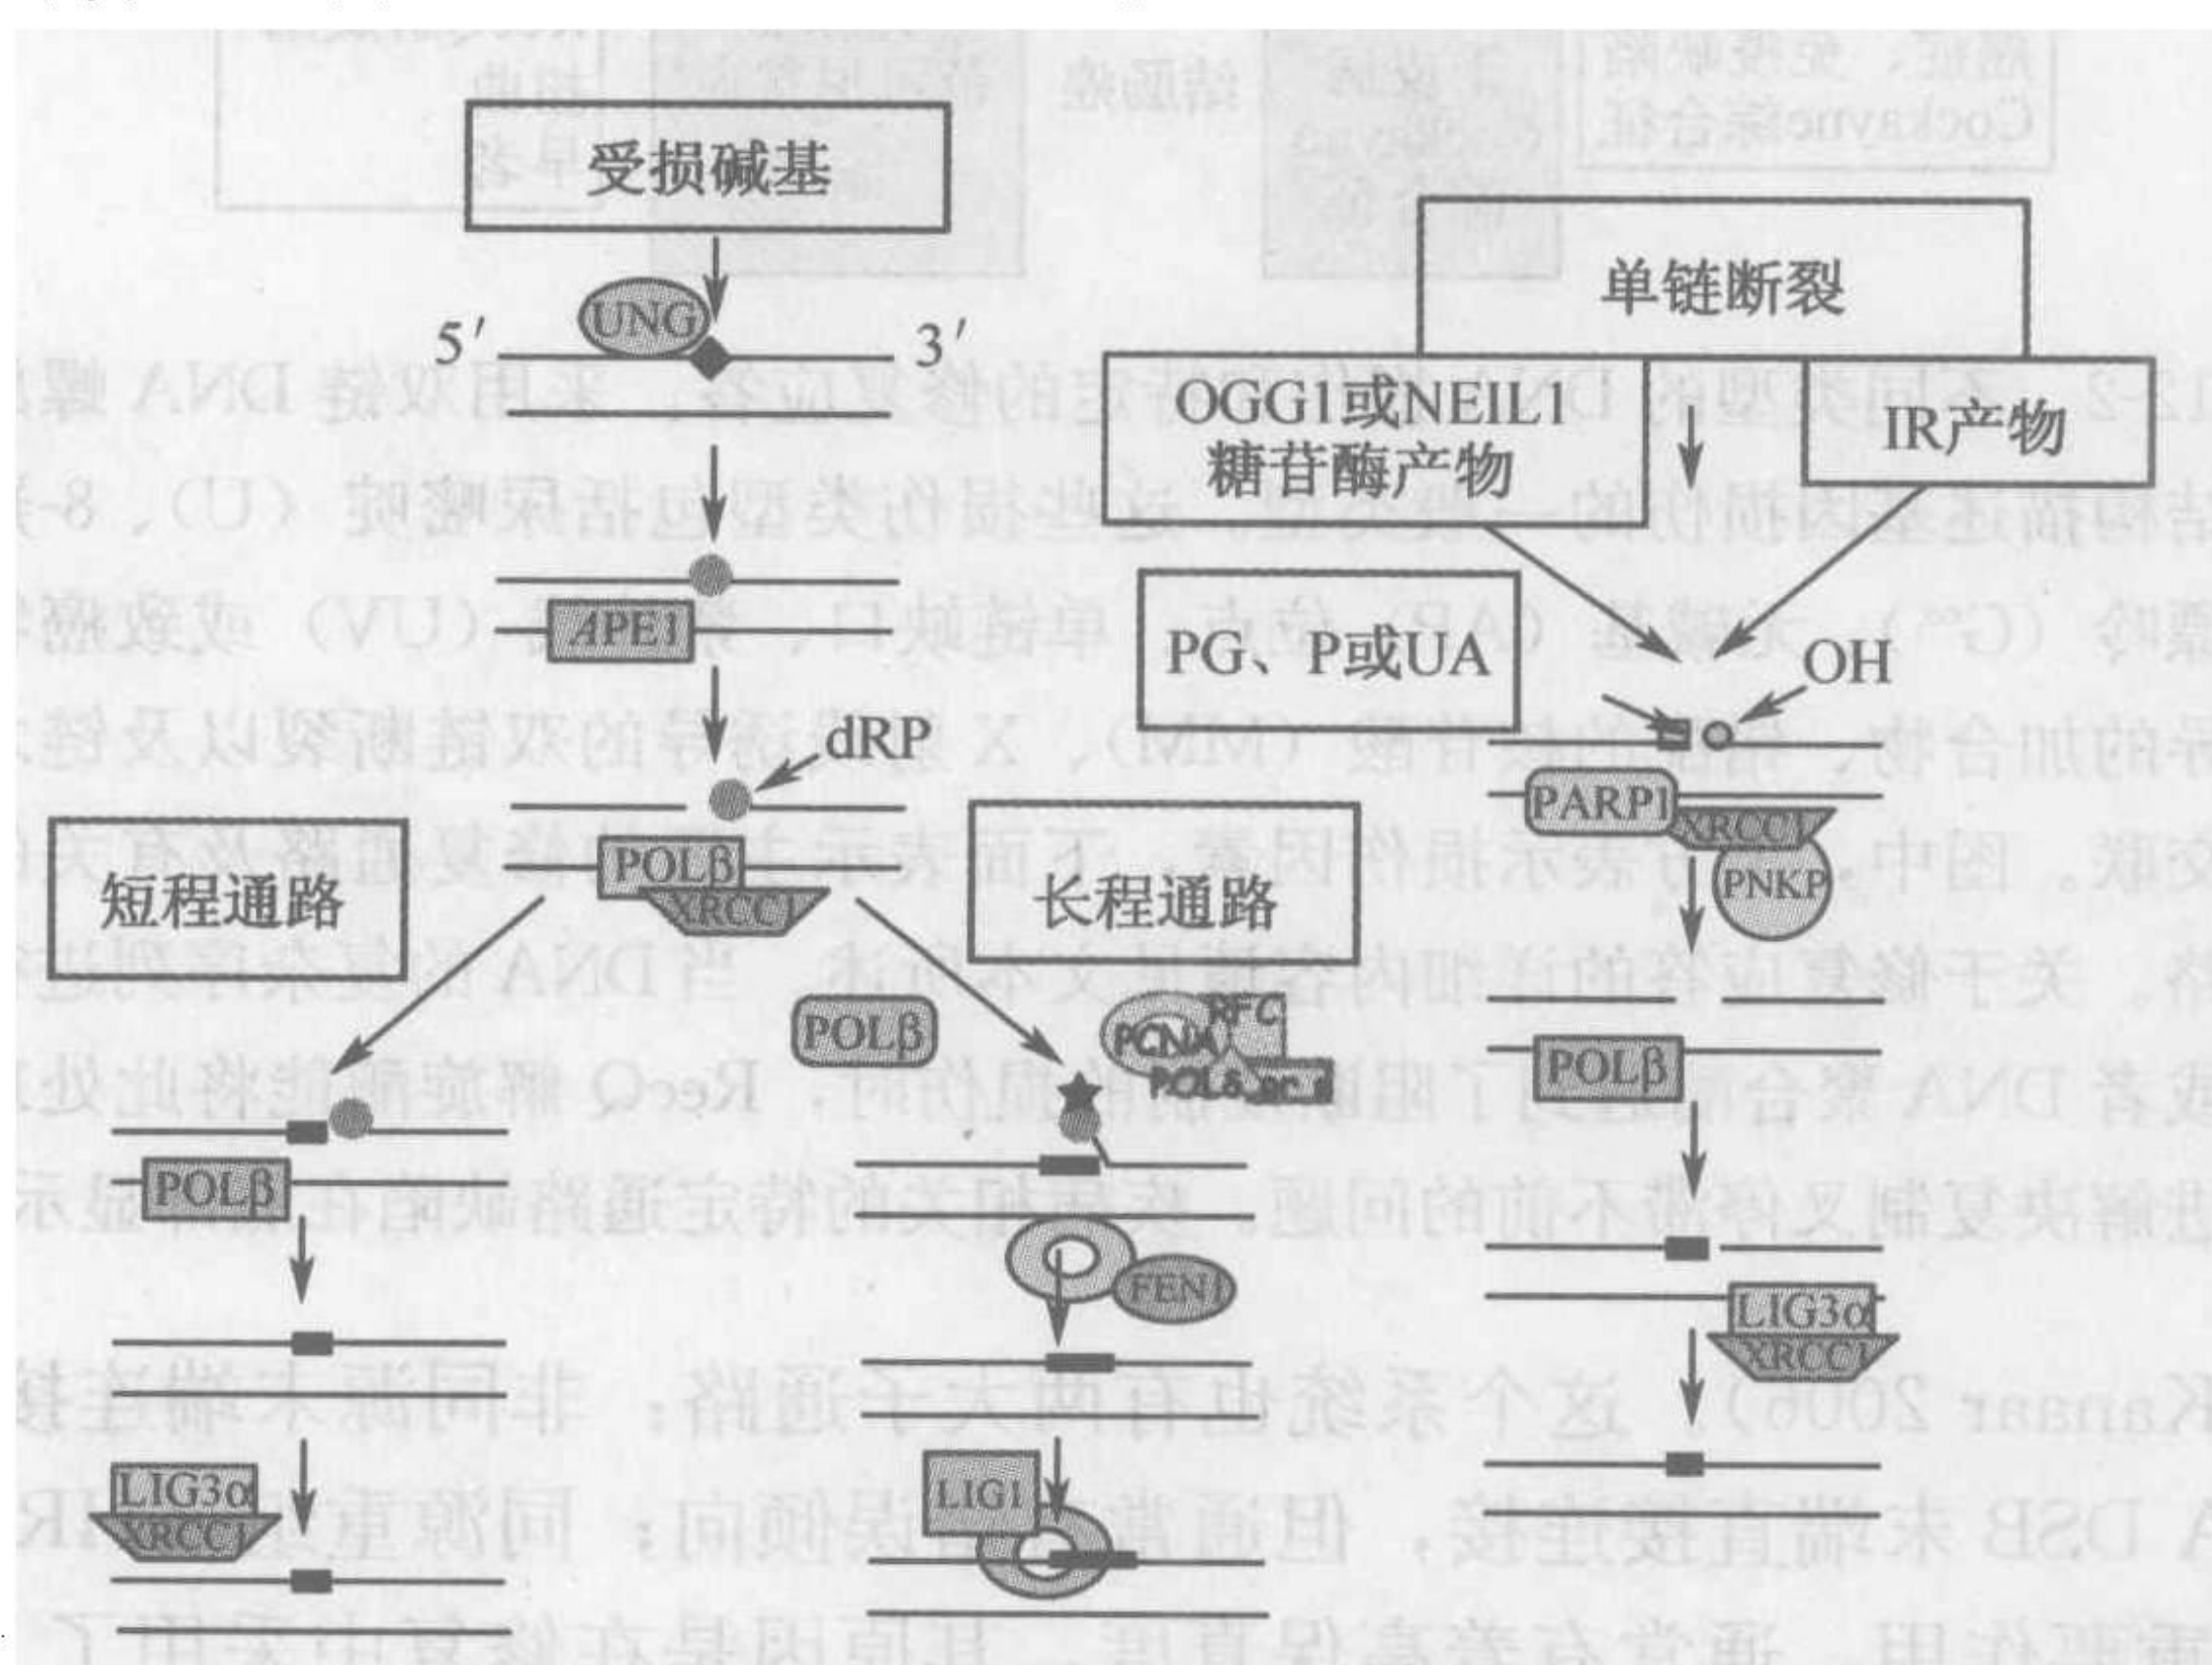 受损碱基
UNG
5′
3′
APE1
dRP
POLβ
XRCC1
短程通路
长程通路
POLβ
POLβ
LIG3α
XRCC1
PCNA
RFC
POLδ
FEN1
LIG1
单链断裂
OGG1或NEIL1
糖苷酶产物
IR产物
PG、P或UA
OH
PARP1
XRCC1
PNKP
POLβ
LIG3α
XRCC1